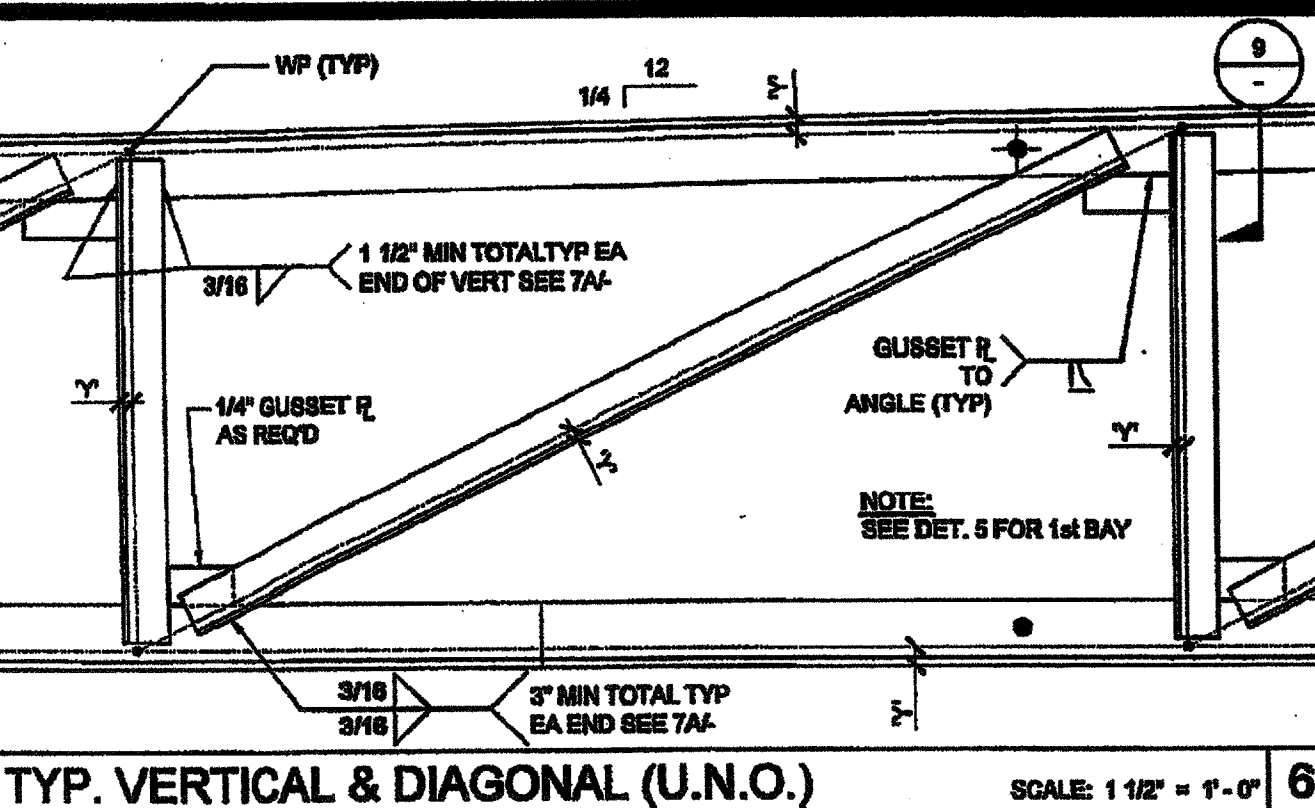 WP (TYP)
12
1/4
'Y'
9
-
1 1/2" MIN TOTALTYP EA
END OF VERT SEE 7A/-
3/16
GUSSET PL
TO
ANGLE (TYP)
'Y'
1/4" GUSSET PL
AS REQ'D
'Y'
NOTE:
SEE DET. 5 FOR 1st BAY
3/16
3/16
3" MIN TOTAL TYP
EA END SEE 7A/-
'Y'
TYP. VERTICAL & DIAGONAL (U.N.O.)
SCALE: 1 1/2" = 1'-0"
6